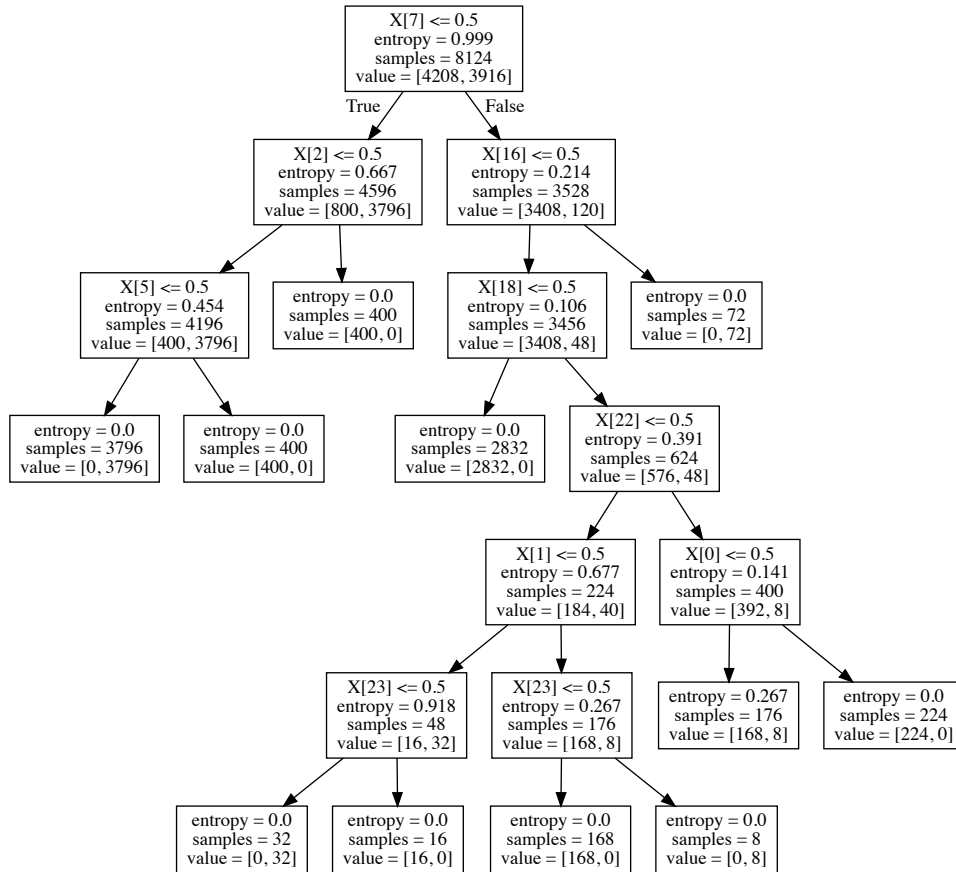 X[7] <= 0.5
entropy = 0.999
samples = 8124
value = [4208, 3916]
True
False
X[2] <= 0.5
entropy = 0.667
samples = 4596
value = [800, 3796]
X[16] <= 0.5
entropy = 0.214
samples = 3528
value = [3408, 120]
X[5] <= 0.5
entropy = 0.454
samples = 4196
value = [400, 3796]
entropy = 0.0
samples = 400
value = [400, 0]
X[18] <= 0.5
entropy = 0.106
samples = 3456
value = [3408, 48]
entropy = 0.0
samples = 72
value = [0, 72]
entropy = 0.0
samples = 3796
value = [0, 3796]
entropy = 0.0
samples = 400
value = [400, 0]
entropy = 0.0
samples = 2832
value = [2832, 0]
X[22] <= 0.5
entropy = 0.391
samples = 624
value = [576, 48]
X[1] <= 0.5
entropy = 0.677
samples = 224
value = [184, 40]
X[0] <= 0.5
entropy = 0.141
samples = 400
value = [392, 8]
X[23] <= 0.5
entropy = 0.918
samples = 48
value = [16, 32]
X[23] <= 0.5
entropy = 0.267
samples = 176
value = [168, 8]
entropy = 0.267
samples = 176
value = [168, 8]
entropy = 0.0
samples = 224
value = [224, 0]
entropy = 0.0
samples = 32
value = [0, 32]
entropy = 0.0
samples = 16
value = [16, 0]
entropy = 0.0
samples = 168
value = [168, 0]
entropy = 0.0
samples = 8
value = [0, 8]